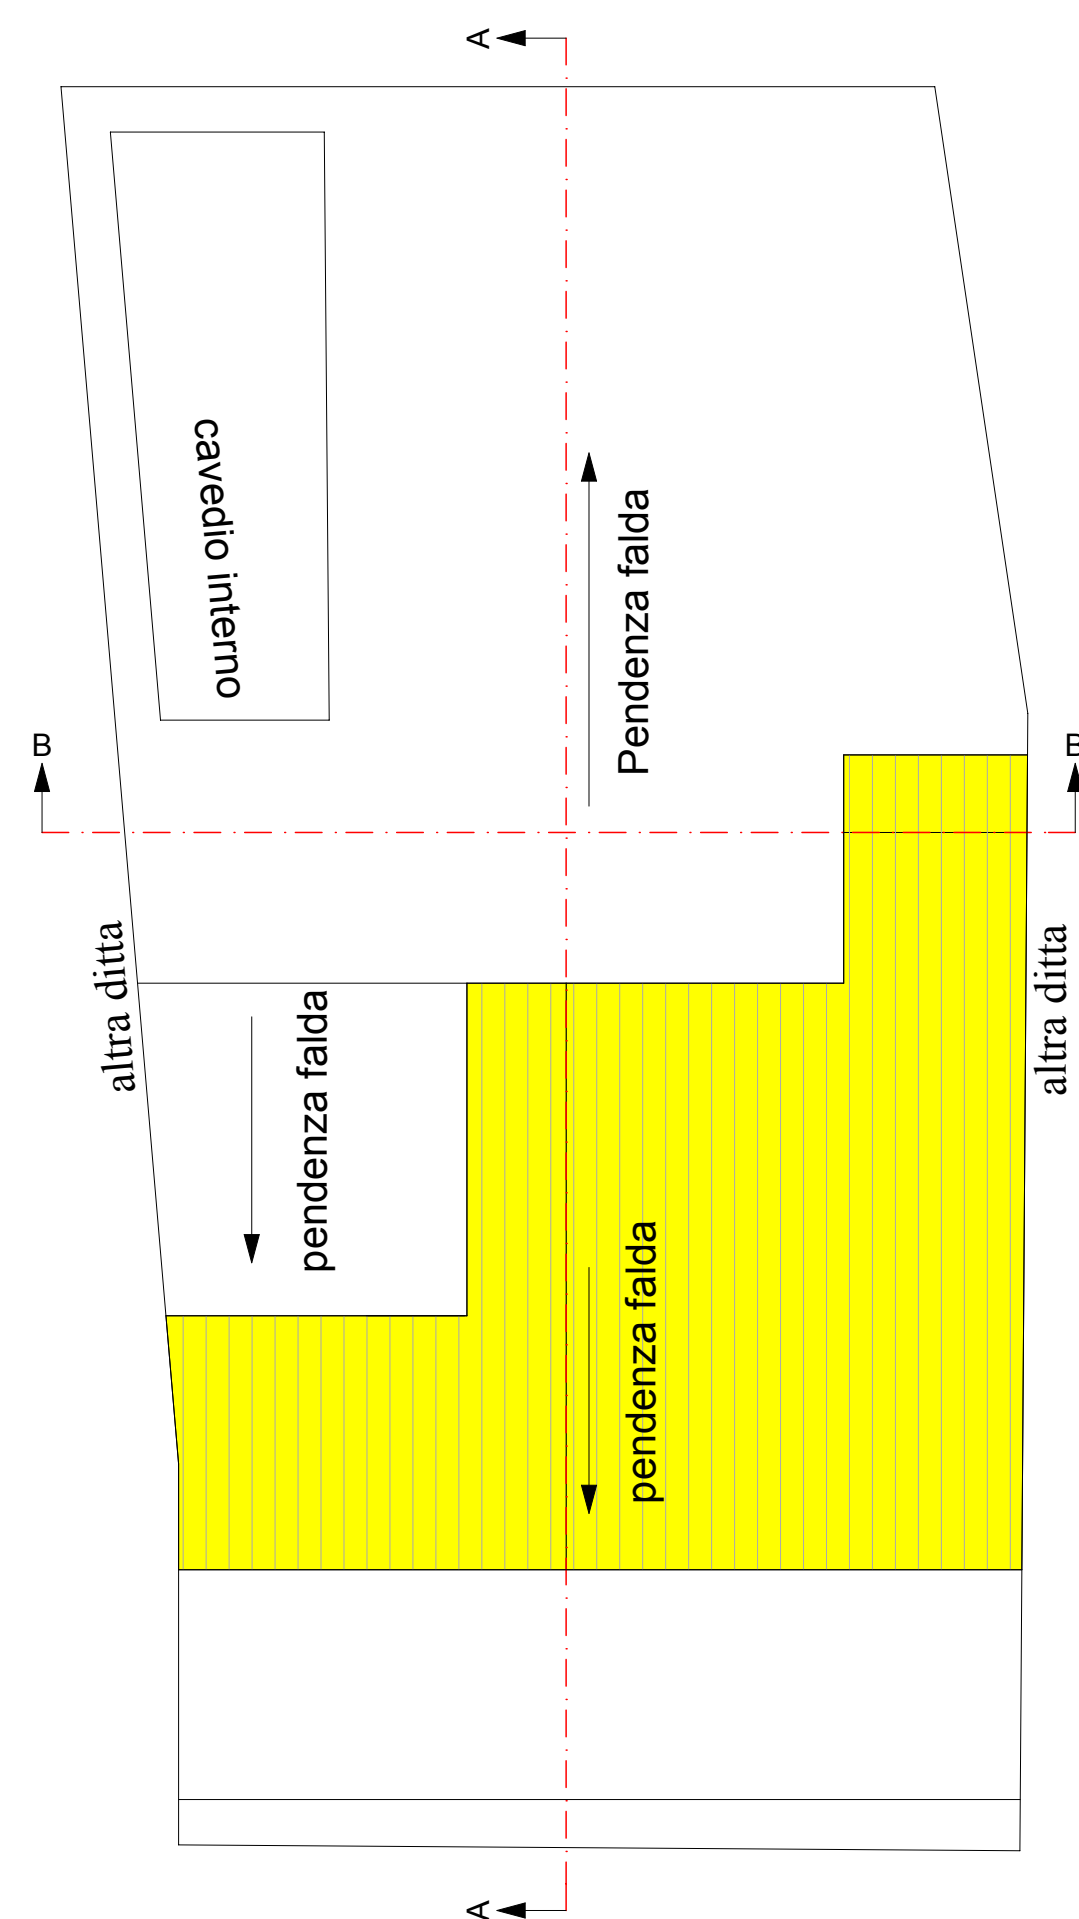 A
cavedio interno
Pendenza falda
B
B
altra ditta
altra ditta
pendenza falda
pendenza falda
A